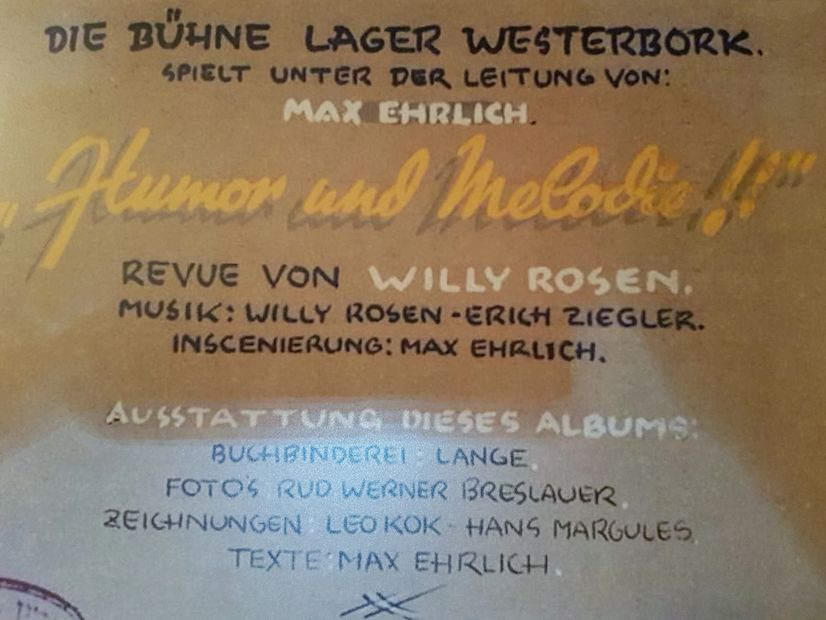 DIE BÜHNE LAGER WESTERBORK.
SPIELT UNTER DER LEITUNG VON:
MAX EHRLICH.
"Humor und Melodie!!"
REVUE VON WILLY ROSEN.
MUSIK: WILLY ROSEN - ERICH ZIEGLER.
INSCENIERUNG: MAX EHRLICH.
AUSSTATTUNG DIESES ALBUMS:
BUCHBINDEREI: LANGE.
FOTO'S RUD WERNER BRESLAUER.
ZEICHNUNGEN: LEO KOK - HANS MARGULES.
TEXTE: MAX EHRLICH.